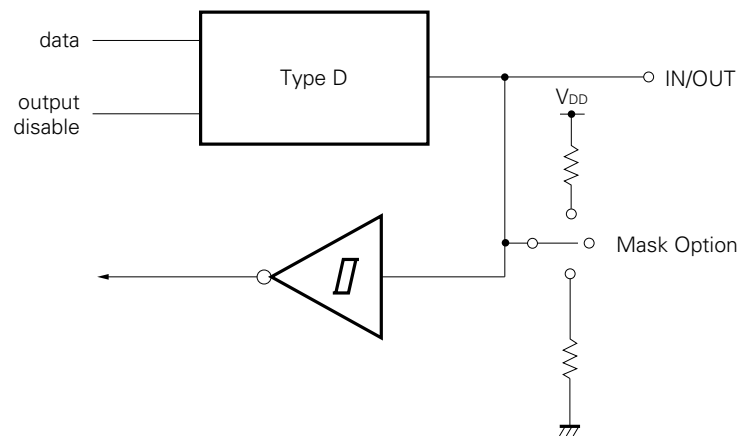 data
Type D
IN/OUT
output
disable
VDD
Mask Option